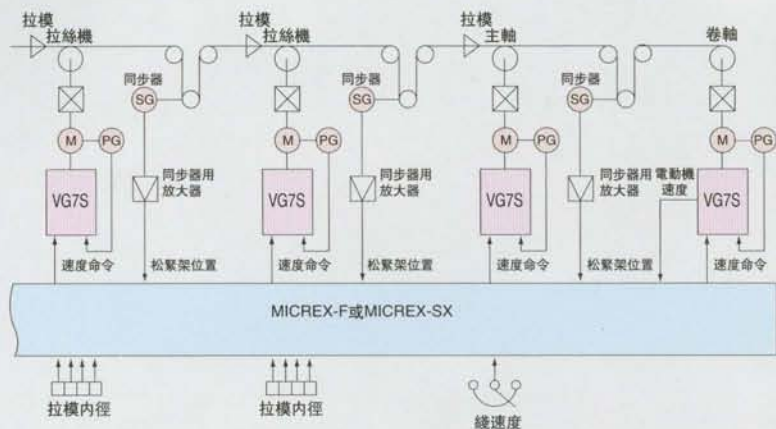 拉模
拉模
拉模
拉絲機
拉絲機
主軸
卷軸
同步器
同步器
同步器
SG
SG
SG
M
PG
M
PG
M
PG
M
PG
VG7S
同步器用
放大器
VG7S
同步器用
放大器
VG7S
同步器用
放大器
電動機
速度
VG7S
速度命令
松緊架位置
速度命令
松緊架位置
速度命令
松緊架位置
速度命令
MICREX-F或MICREX-SX
拉模内徑
拉模内徑
綫速度